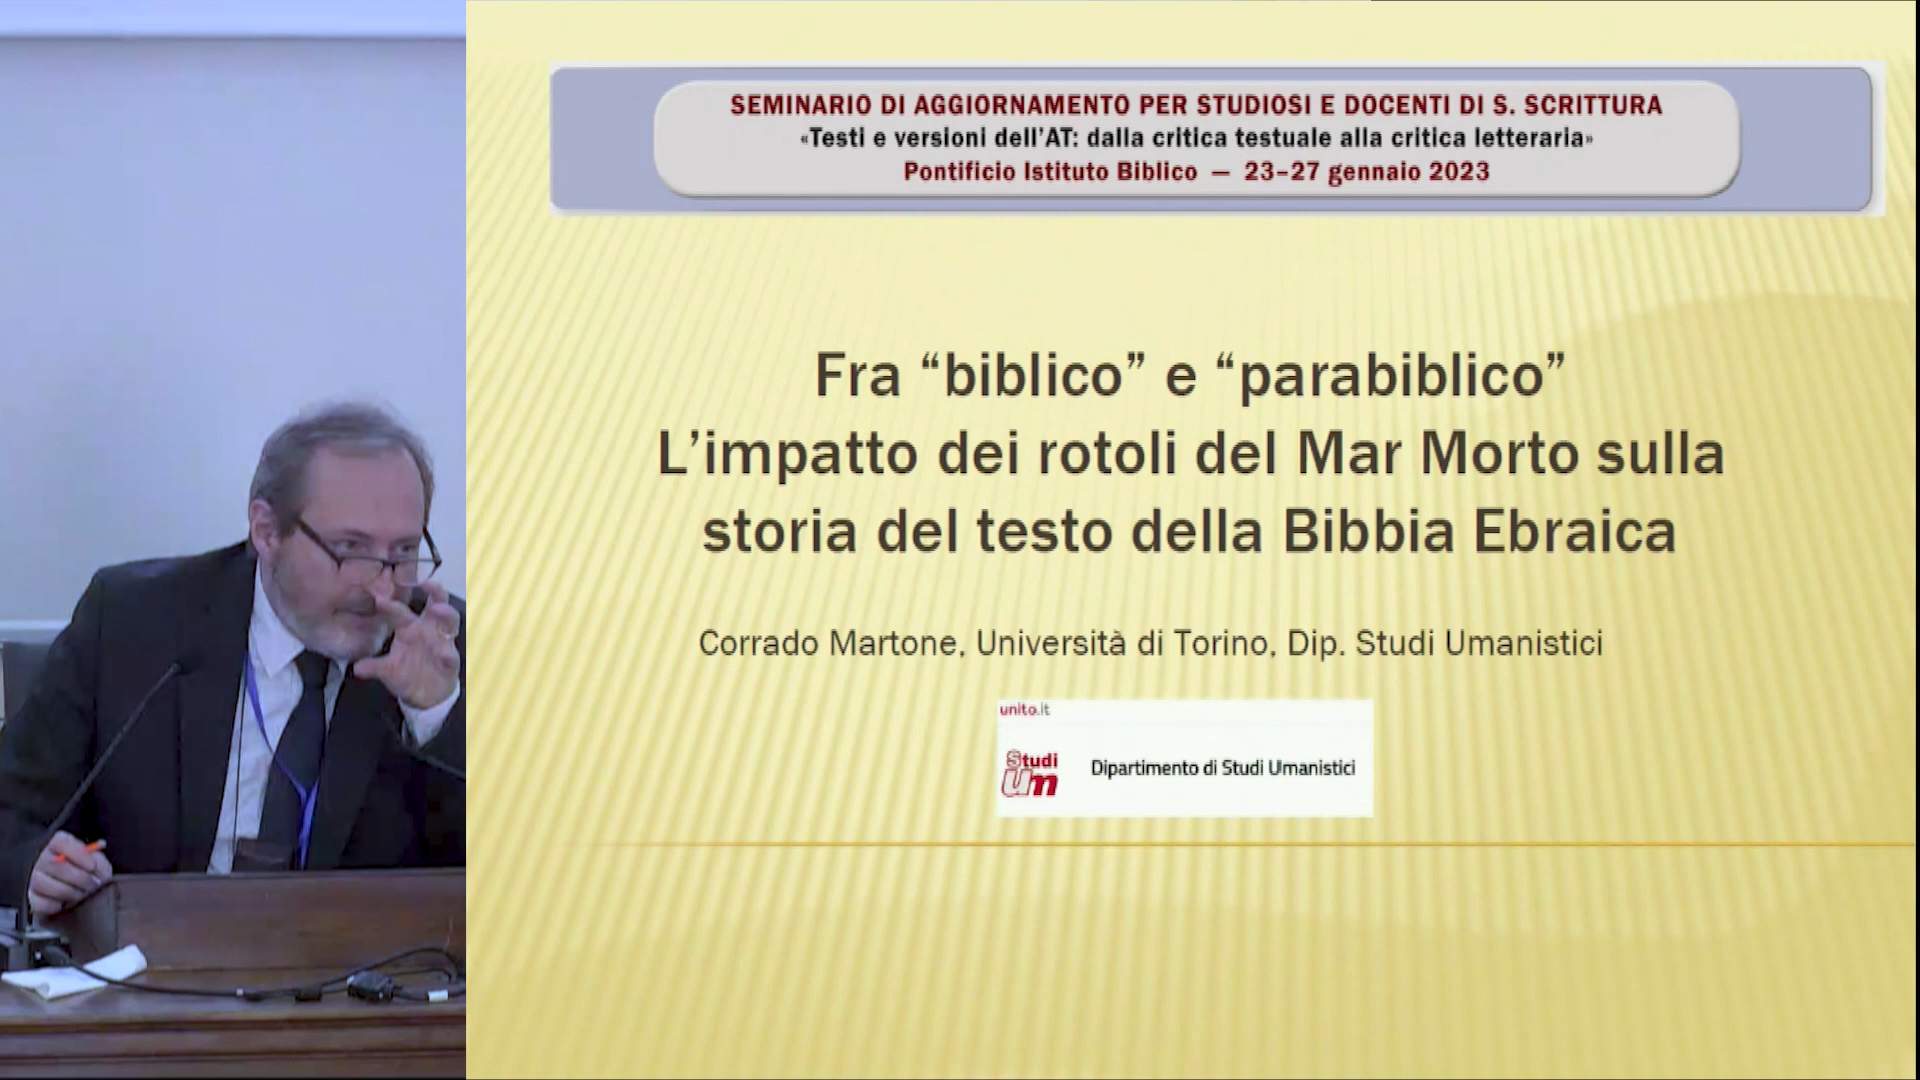 SEMINARIO DI AGGIORNAMENTO PER STUDIOSI E DOCENTI DI S. SCRITTURA
«Testi e versioni dell’AT: dalla critica testuale alla critica letteraria»
Pontificio Istituto Biblico — 23–27 gennaio 2023
Fra “biblico” e “parabiblico”
L’impatto dei rotoli del Mar Morto sulla
storia del testo della Bibbia Ebraica
Corrado Martone, Università di Torino, Dip. Studi Umanistici
unito.it
Studi
Um
Dipartimento di Studi Umanistici